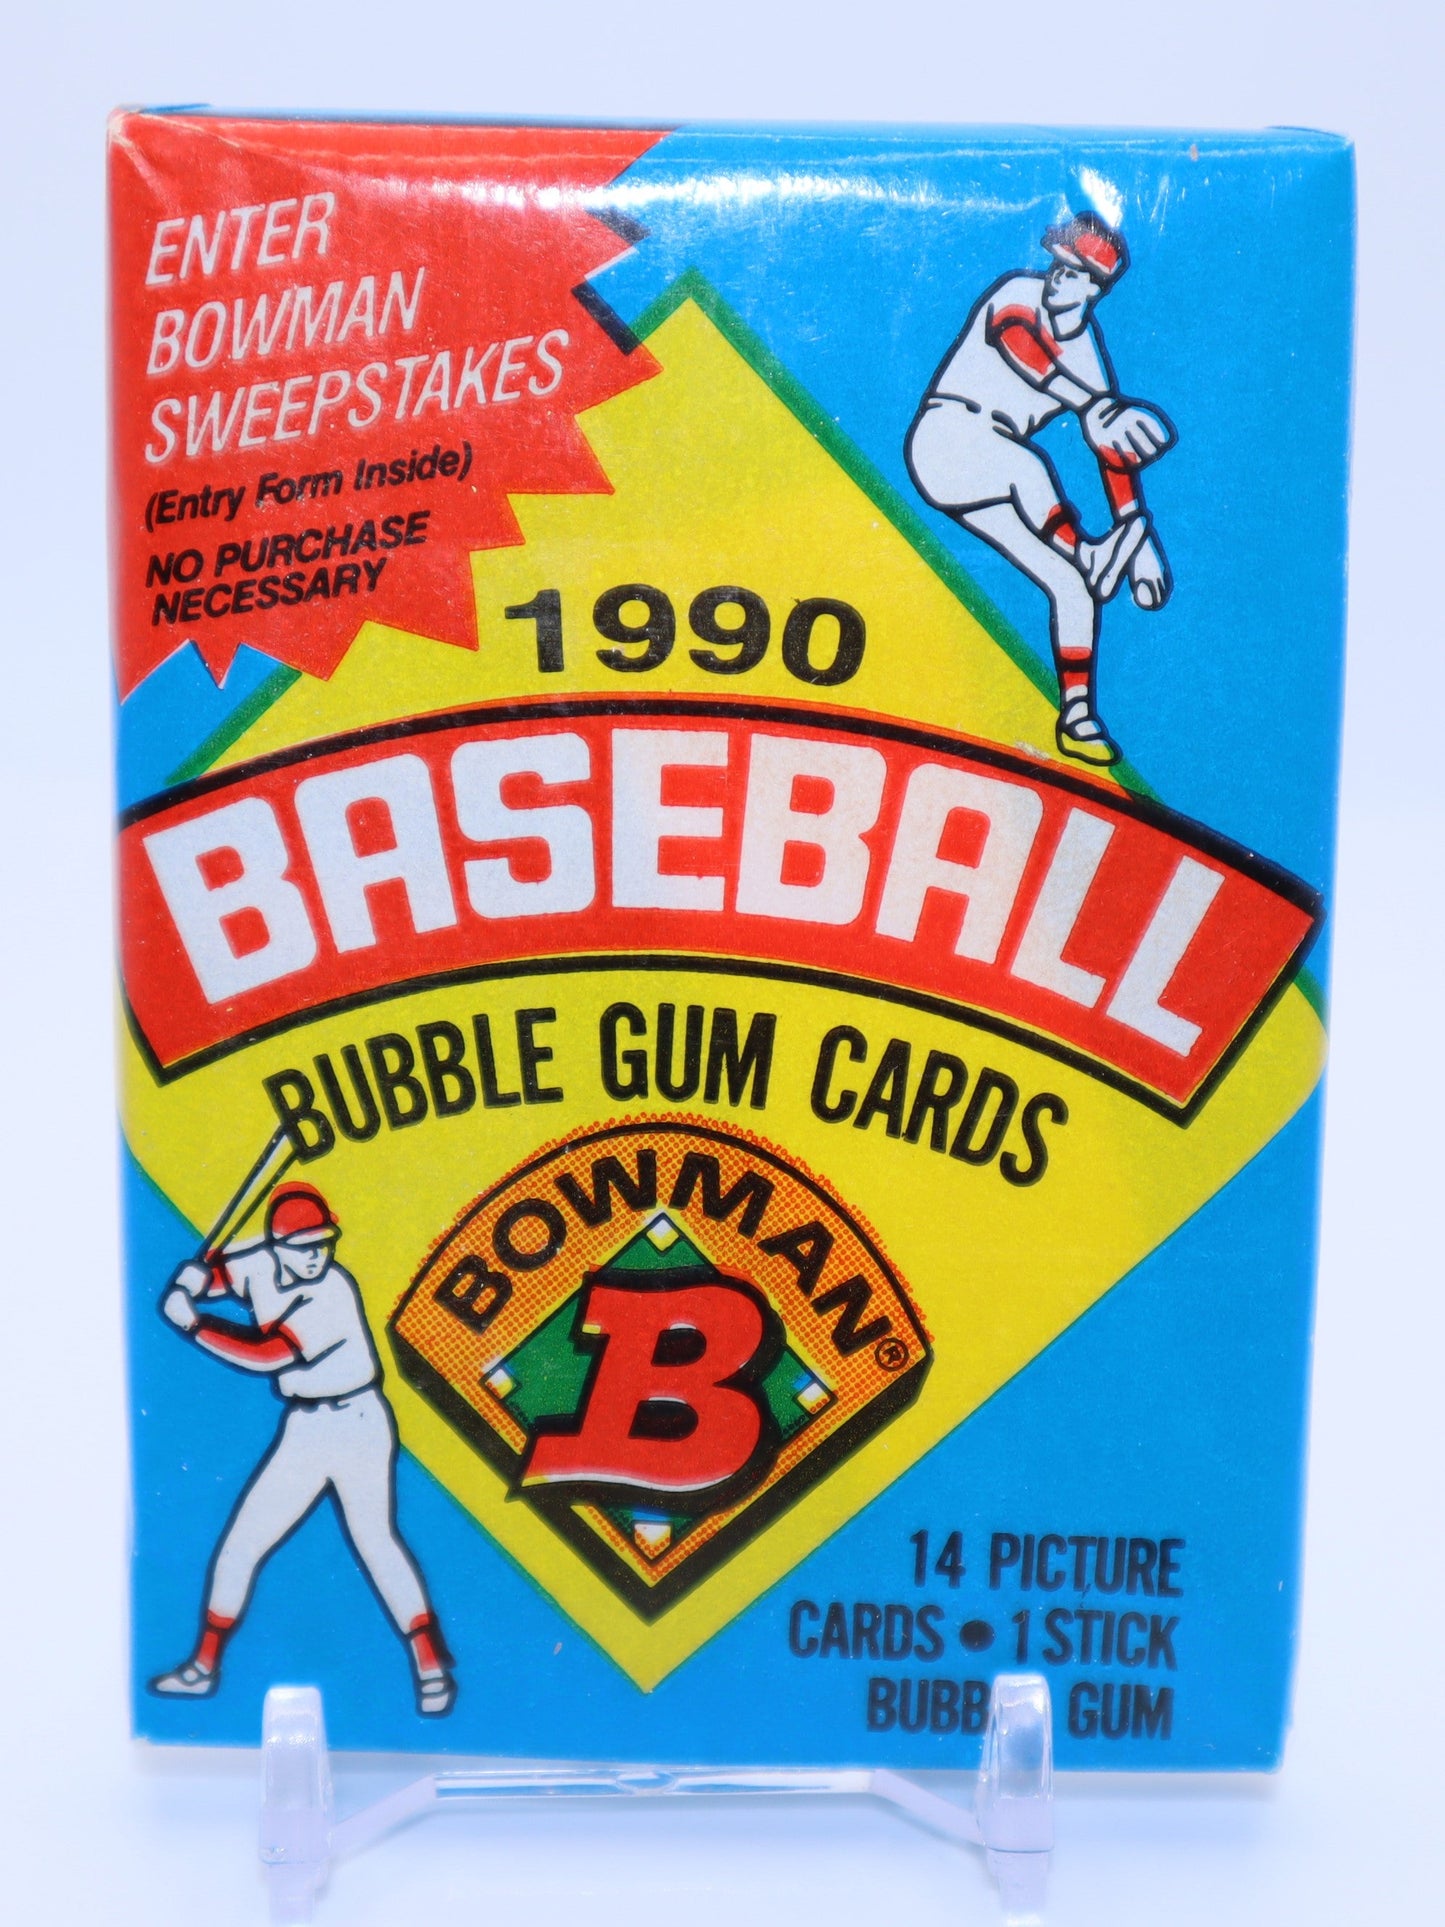 ENTER
BOWMAN
SWEEPSTAKES
(Entry Form Inside)
NO PURCHASE
NECESSARY
1990
BASEBALL
BUBBLE GUM CARDS
BOWMAN®
B
14 PICTURE
CARDS • 1 STICK
GUM